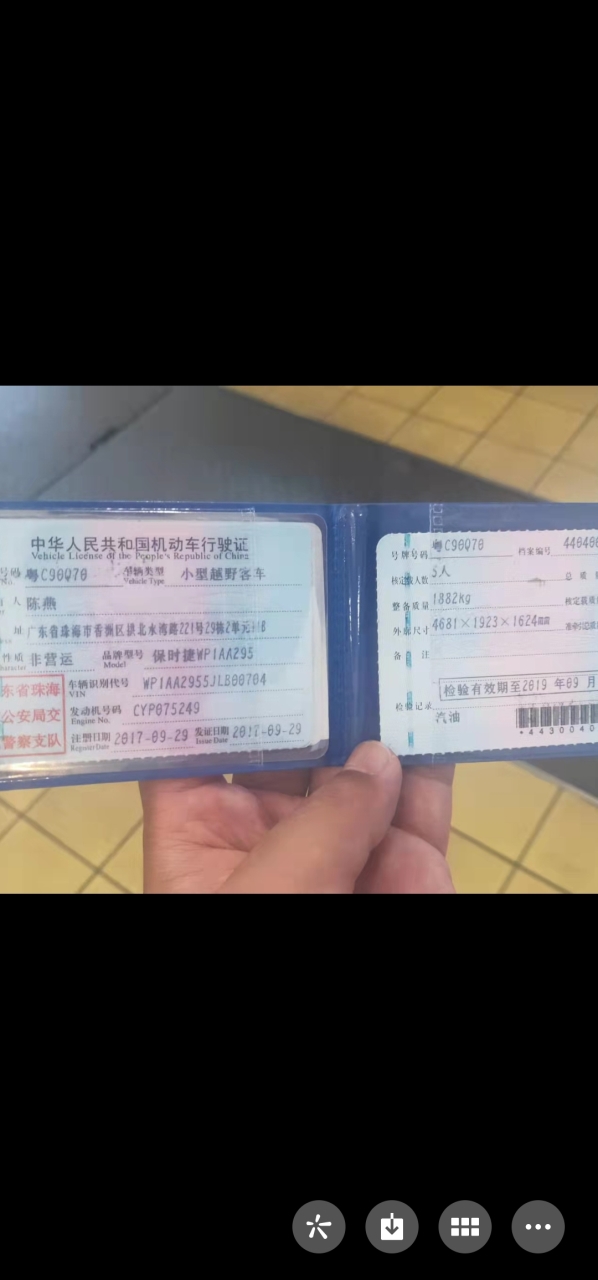 中华人民共和国机动车行驶证
Vehicle License of the People's Republic of China
号码 粤C90Q70 车辆类型 小型越野客车
Vehicle Type
人 陈燕
址 广东省珠海市香洲区拱北水湾路221号29栋2单元
性质 非营运 品牌型号 保时捷WP1AA295
Model
东省珠海
公安局交
警察支队
车辆识别代号 WP1AA2955JLB00704
VIN
发动机号码 CYP075249
Engine No.
注册日期 2017-09-29 发证日期 2017-09-29
Register Date Issue Date
号牌号码 粤C90Q70 档案编号 440400
核定载人数 5人 总质
整备质量 1882kg 核定载质
外廓尺寸 4681×1923×1624
备注
检验有效期至2019 年09 月
检验记录
汽油
*4430040